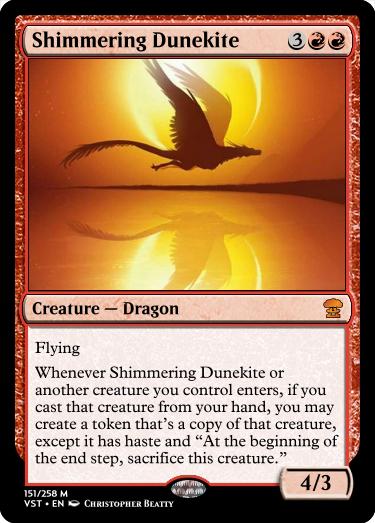 Shimmering Dunekite 3
Creature — Dragon
Flying
Whenever Shimmering Dunekite or
another creature you control enters, if you
cast that creature from your hand, you may
create a token that's a copy of that creature,
except it has haste and “At the beginning of
the end step, sacrifice this creature.”
4/3
151/258 M
VST • EN Christopher Beatty